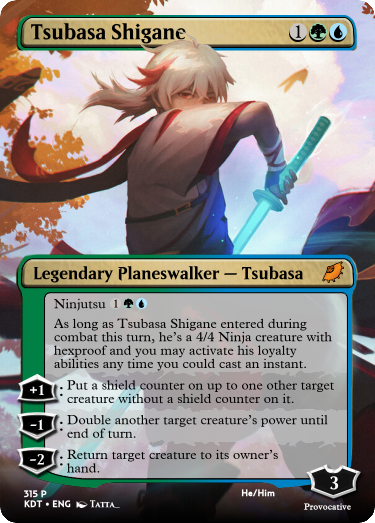 Tsubasa Shigane 1
Legendary Planeswalker — Tsubasa
Ninjutsu 1
As long as Tsubasa Shigane entered during
combat this turn, he's a 4/4 Ninja creature with
hexproof and you may activate his loyalty
abilities any time you could cast an instant.
+1 : Put a shield counter on up to one other target
creature without a shield counter on it.
-1 : Double another target creature's power until
end of turn.
-2 : Return target creature to its owner's
hand.
3
315 P
KDT • ENG Tatta_
He/Him
Provocative